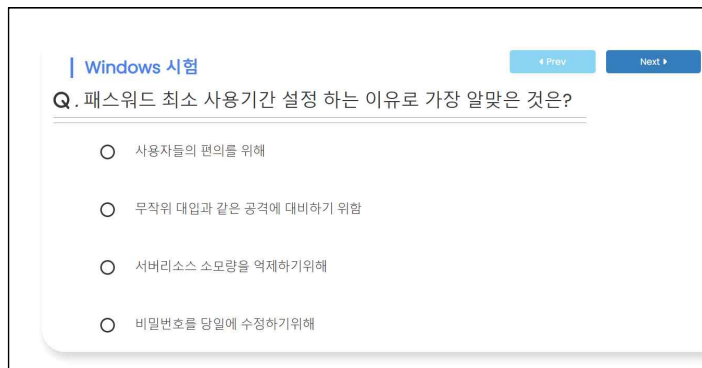 Windows 시험
Prev
Next
Q . 패스워드 최소 사용기간 설정 하는 이유로 가장 알맞은 것은?
사용자들의 편의를 위해
무작위 대입과 같은 공격에 대비하기 위함
서버리소스 소모량을 억제하기위해
비밀번호를 당일에 수정하기위해